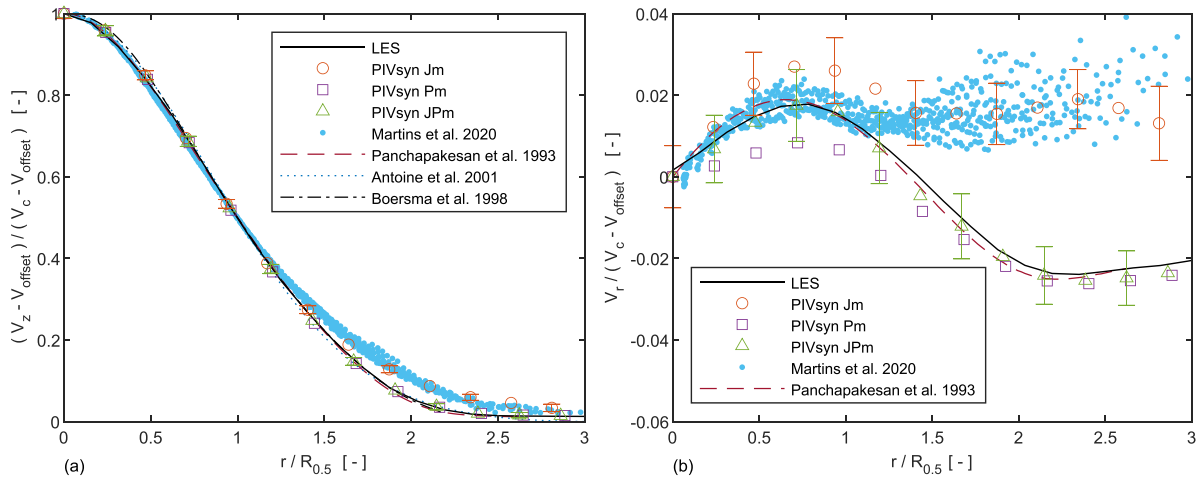 1
0.8
0.6
0.4
0.2
0
( V_z - V_offset ) / ( V_c - V_offset ) [ - ]
LES
PIVsyn Jm
PIVsyn Pm
PIVsyn JPm
Martins et al. 2020
Panchapakesan et al. 1993
Antoine et al. 2001
Boersma et al. 1998
0 0.5 1 1.5 2 2.5 3
r / R_0.5 [ - ]
(a)
0.04
0.02
0.00
-0.02
-0.04
-0.06
V_r / ( V_c - V_offset ) [ - ]
LES
PIVsyn Jm
PIVsyn Pm
PIVsyn JPm
Martins et al. 2020
Panchapakesan et al. 1993
0 0.5 1 1.5 2 2.5 3
r / R_0.5 [ - ]
(b)